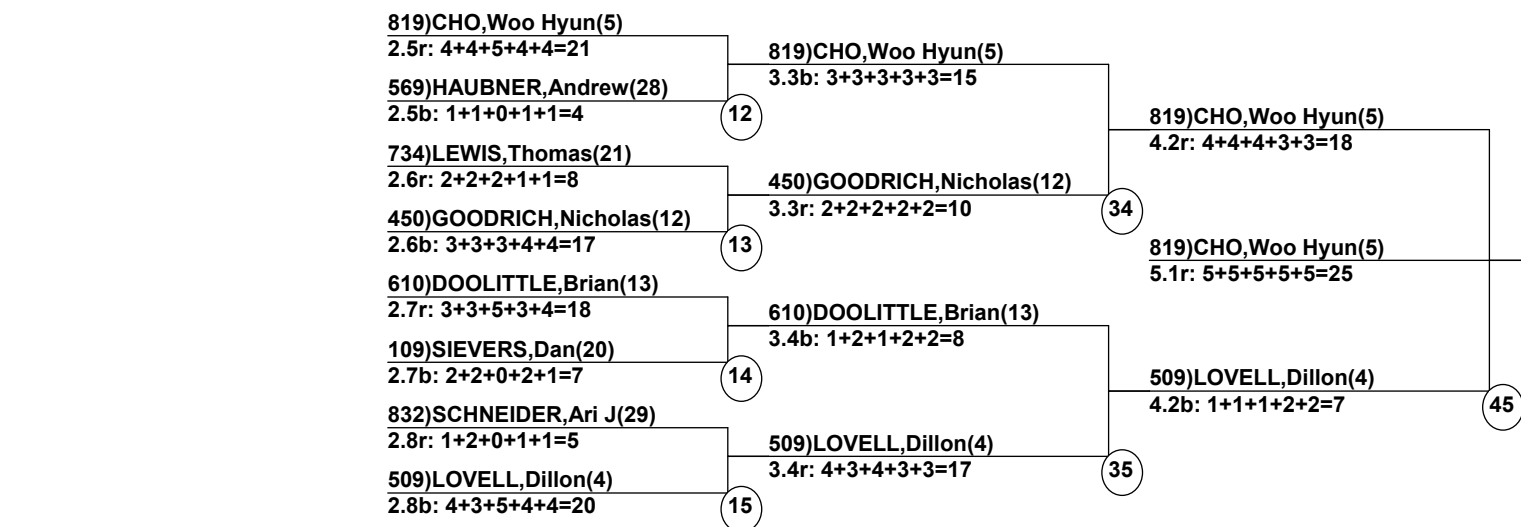 819)CHO,Woo Hyun(5)
2.5r: 4+4+5+4+4=21
569)HAUBNER,Andrew(28)
2.5b: 1+1+0+1+1=4
12
734)LEWIS,Thomas(21)
2.6r: 2+2+2+1+1=8
450)GOODRICH,Nicholas(12)
2.6b: 3+3+3+4+4=17
13
610)DOOLITTLE,Brian(13)
2.7r: 3+3+5+3+4=18
109)SIEVERS,Dan(20)
2.7b: 2+2+0+2+1=7
14
832)SCHNEIDER,Ari J(29)
2.8r: 1+2+0+1+1=5
509)LOVELL,Dillon(4)
2.8b: 4+3+5+4+4=20
15
819)CHO,Woo Hyun(5)
3.3b: 3+3+3+3+3=15
450)GOODRICH,Nicholas(12)
3.3r: 2+2+2+2+2=10
34
610)DOOLITTLE,Brian(13)
3.4b: 1+2+1+2+2=8
509)LOVELL,Dillon(4)
3.4r: 4+3+4+3+3=17
35
819)CHO,Woo Hyun(5)
4.2r: 4+4+4+3+3=18
819)CHO,Woo Hyun(5)
5.1r: 5+5+5+5+5=25
509)LOVELL,Dillon(4)
4.2b: 1+1+1+2+2=7
45